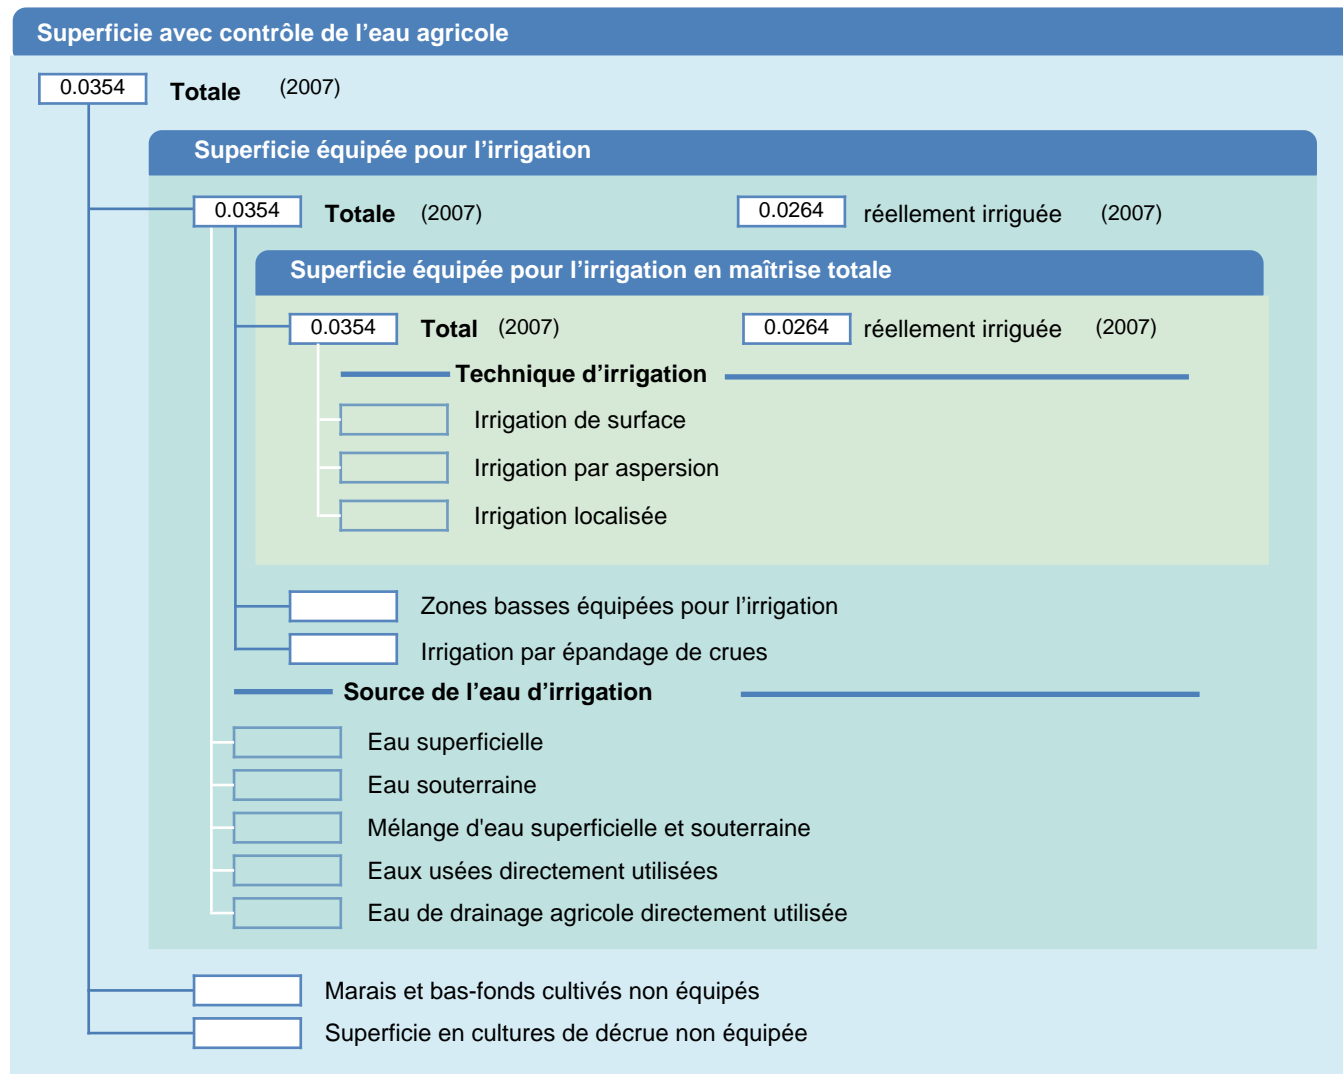 Superficie avec contrôle de l'eau agricole
0.0354 Totale (2007)
Superficie équipée pour l'irrigation
0.0354 Totale (2007) 0.0264 réellement irriguée (2007)
Superficie équipée pour l'irrigation en maîtrise totale
0.0354 Total (2007) 0.0264 réellement irriguée (2007)
Technique d'irrigation
Irrigation de surface
Irrigation par aspersion
Irrigation localisée
Zones basses équipées pour l'irrigation
Irrigation par épandage de crues
Source de l'eau d'irrigation
Eau superficielle
Eau souterraine
Mélange d'eau superficielle et souterraine
Eaux usées directement utilisées
Eau de drainage agricole directement utilisée
Marais et bas-fonds cultivés non équipés
Superficie en cultures de décrue non équipée